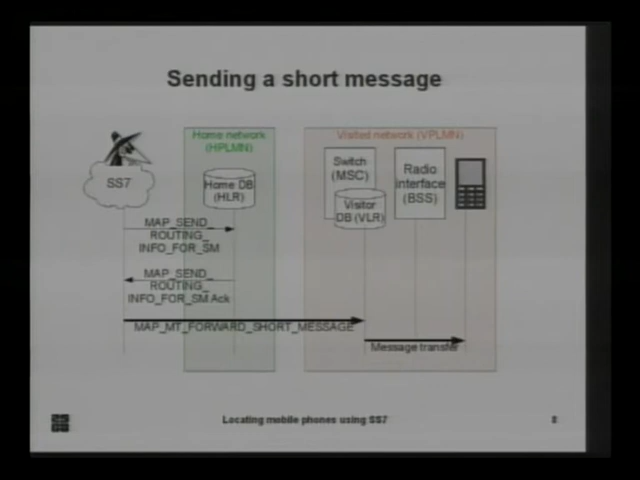 Sending a short message
Home network
(HPLMN)
Visited network (VPLMN)
SS7
Home DB
(HLR)
Switch
(MSC)
Visitor
DB (VLR)
Radio
interface
(BSS)
MAP_SEND_
ROUTING_
INFO_FOR_SM
MAP_SEND_
ROUTING_
INFO_FOR_SM Ack
MAP_MT_FORWARD_SHORT_MESSAGE
Message transfer
Locating mobile phones using SS7
8